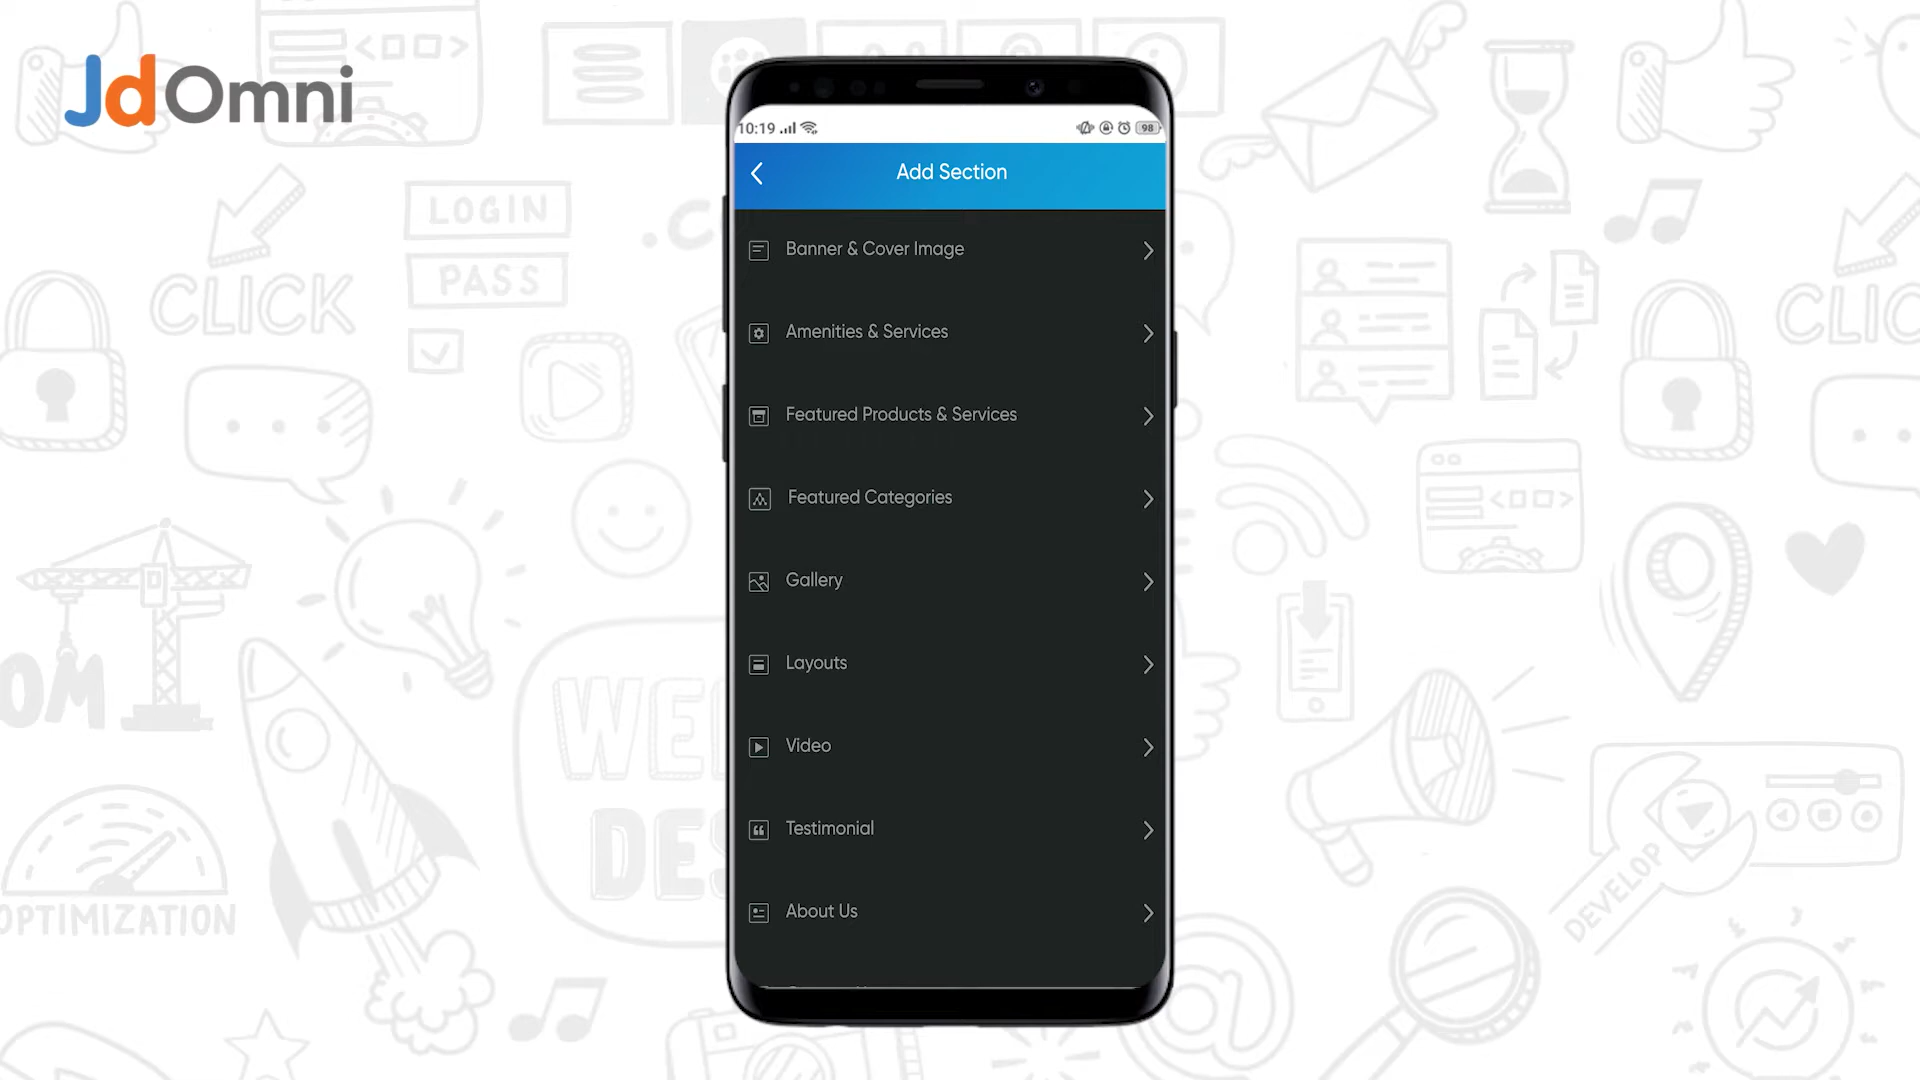 JdOmni
LOGIN
PASS
CLICK
10:19
98
Add Section
Banner & Cover Image
Amenities & Services
Featured Products & Services
Featured Categories
Gallery
Layouts
Video
Testimonial
About Us
OPTIMIZATION
DEVELOP